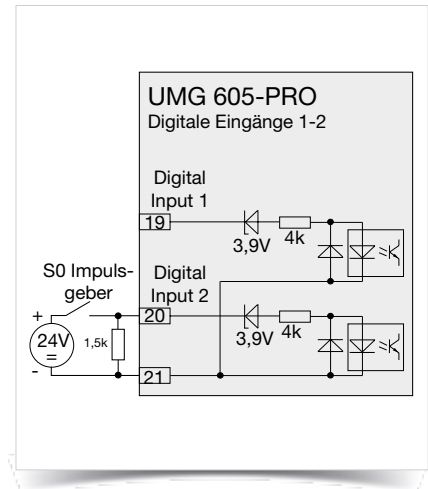 UMG 605-PRO
Digitale Eingänge 1-2
Digital
Input 1
19
3,9V
4k
S0 Impuls-
geber
Digital
Input 2
+
20
24V
=
1,5k
3,9V
4k
-
21